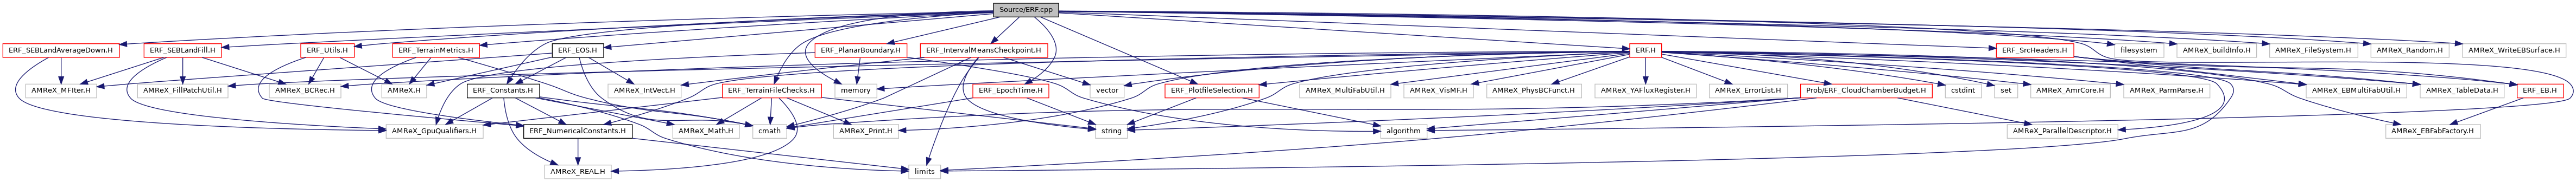 Source/ERF.cpp
ERF_SEBLandAverageDown.H
ERF_SEBLandFill.H
ERF_Utils.H
ERF_TerrainMetrics.H
ERF_EOS.H
ERF_PlanarBoundary.H
ERF_IntervalMeansCheckpoint.H
ERF.H
ERF_SrcHeaders.H
filesystem
AMReX_buildInfo.H
AMReX_FileSystem.H
AMReX_Random.H
AMReX_WriteEBSurface.H
AMReX_MFIter.H
AMReX_FillPatchUtil.H
AMReX_BCRec.H
AMReX.H
ERF_Constants.H
AMReX_IntVect.H
ERF_TerrainFileChecks.H
memory
ERF_EpochTime.H
vector
ERF_PlotfileSelection.H
AMReX_MultiFabUtil.H
AMReX_VisMF.H
AMReX_PhysBCFunct.H
AMReX_YAFluxRegister.H
AMReX_ErrorList.H
Prob/ERF_CloudChamberBudget.H
cstdint
set
AMReX_AmrCore.H
AMReX_ParmParse.H
AMReX_EBMultiFabUtil.H
AMReX_TableData.H
ERF_EB.H
AMReX_GpuQualifiers.H
ERF_NumericalConstants.H
AMReX_Math.H
cmath
AMReX_Print.H
string
algorithm
AMReX_ParallelDescriptor.H
AMReX_EBFabFactory.H
AMReX_REAL.H
limits